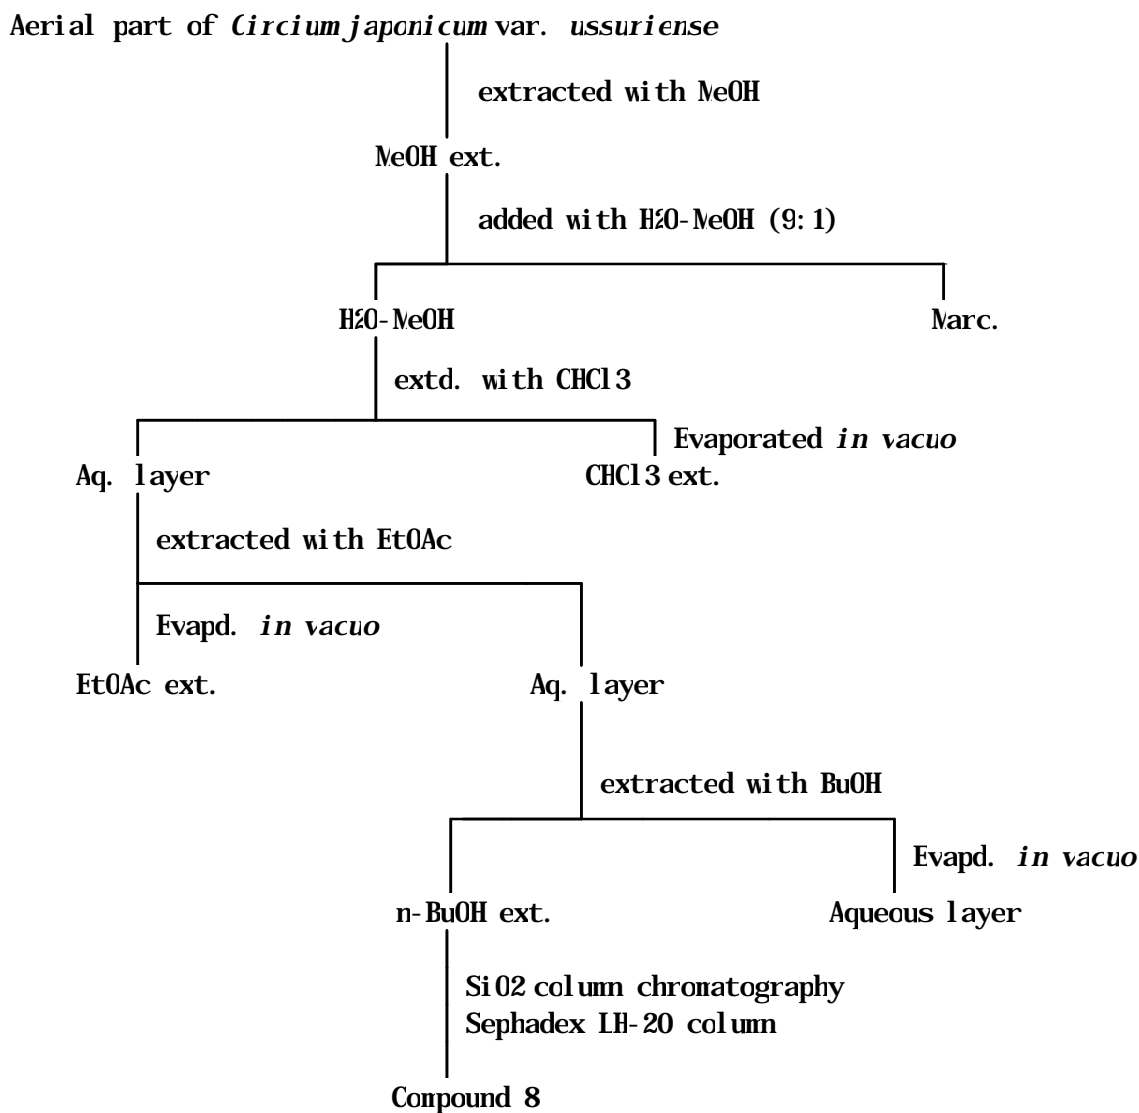 Aerial part of Circium japonicum var. ussuriense
extracted with MeOH
MeOH ext.
added with H2O-MeOH (9:1)
H2O-MeOH
Marc.
extd. with CHCl3
Evaporated in vacuo
Aq. layer
CHCl3 ext.
extracted with EtOAc
Evapd. in vacuo
EtOAc ext.
Aq. layer
extracted with BuOH
Evapd. in vacuo
n-BuOH ext.
Aqueous layer
SiO2 column chromatography
Sephadex LH-20 column
Compound 8